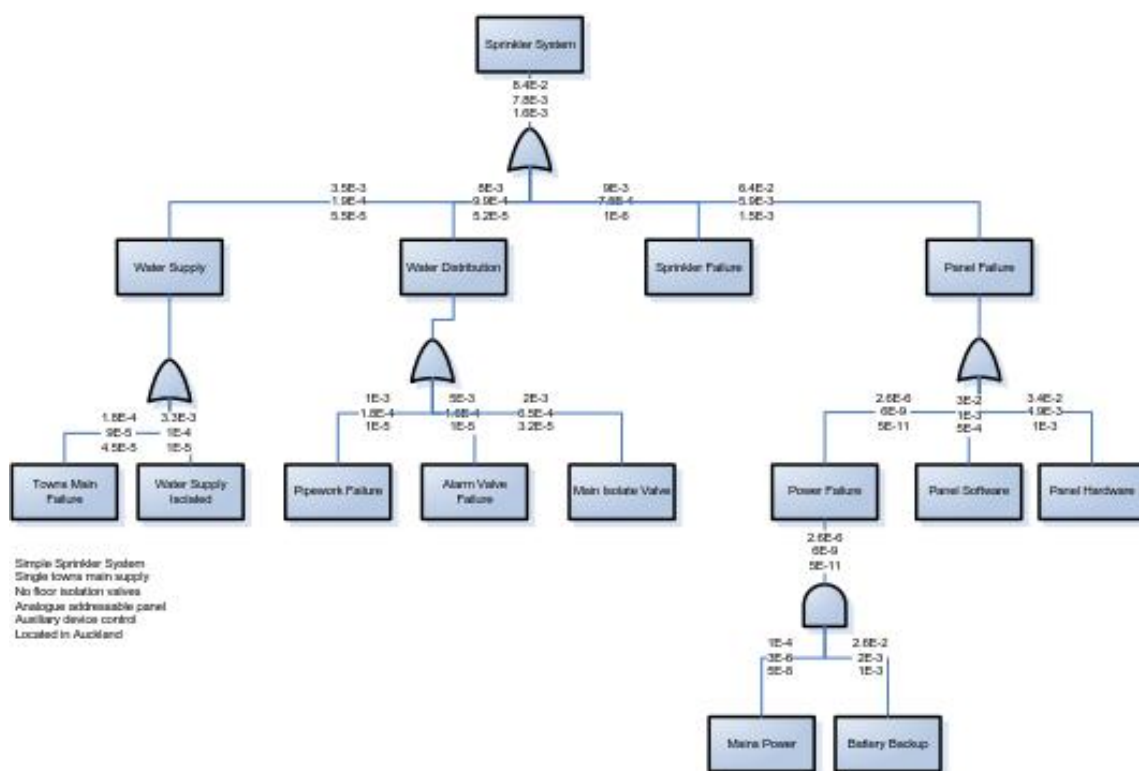 Sprinkler System
8.4E-2
7.8E-3
1.6E-3
3.5E-3 8E-3 9E-3 6.4E-2
1.9E-4 9.9E-4 5.9E-3
5.5E-5 5.2E-5 1E-6 1.5E-3
Water Supply
Water Distribution
Sprinkler Failure
Panel Failure
1.8E-4 3.3E-3
9E-5 1E-4
4.5E-5 1E-5
1E-3 5E-3 2E-3
1.8E-4 1.6E-4 6.5E-4
1E-5 1E-5 3.2E-5
2.6E-6 3E-2 3.4E-2
6E-9 1E-3 4.9E-3
5E-11 5E-4 1E-3
Towns Main
Failure
Water Supply
Isolated
Pipework Failure
Alarm Valve
Failure
Main Isolate Valve
Power Failure
Panel Software
Panel Hardware
2.6E-6
6E-9
5E-11
1E-4 2.6E-2
3E-6 2E-3
5E-8 1E-3
Mains Power
Battery Backup
Simple Sprinkler System
Single towns main supply
No floor isolation valves
Analogue addressable panel
Auxiliary device control
Located in Auckland